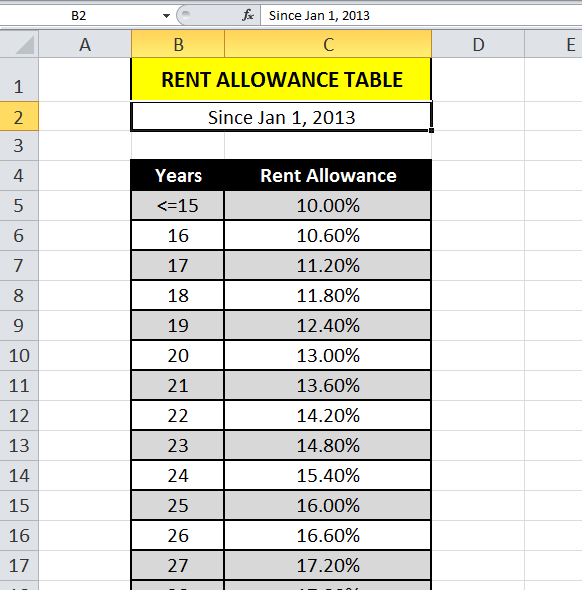 B2 fx Since Jan 1, 2013
A B C D E
1 RENT ALLOWANCE TABLE
2 Since Jan 1, 2013
3
4 Years Rent Allowance
5 <=15 10.00%
6 16 10.60%
7 17 11.20%
8 18 11.80%
9 19 12.40%
10 20 13.00%
11 21 13.60%
12 22 14.20%
13 23 14.80%
14 24 15.40%
15 25 16.00%
16 26 16.60%
17 27 17.20%